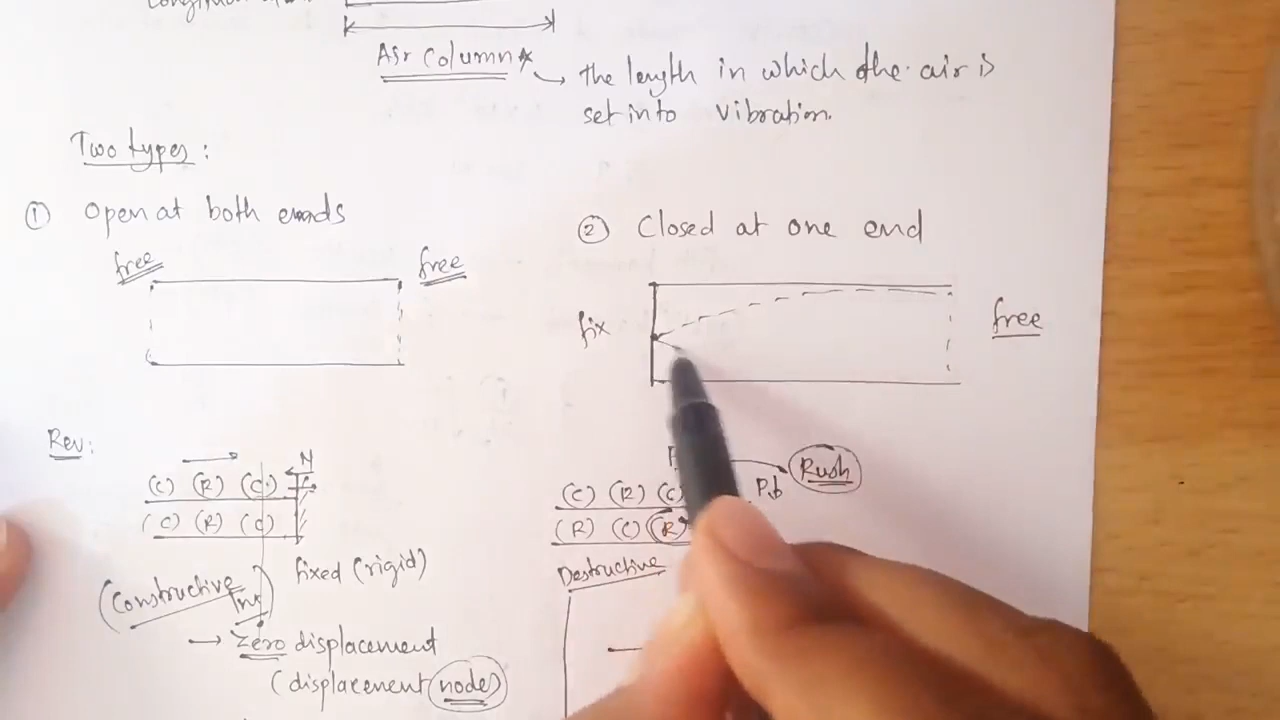 Air Column
the length in which the air is
set into vibration.
Two types:
① Open at both ends
free
free
② Closed at one end
fix
free
Rev:
N
(C) (R) (C)
(C) (R) (C)
fixed (rigid)
(Constructive Int)
→ Zero displacement
(displacement node)
Rush
P.b
(C) (R) (C)
(R) (C) (R)
Destructive